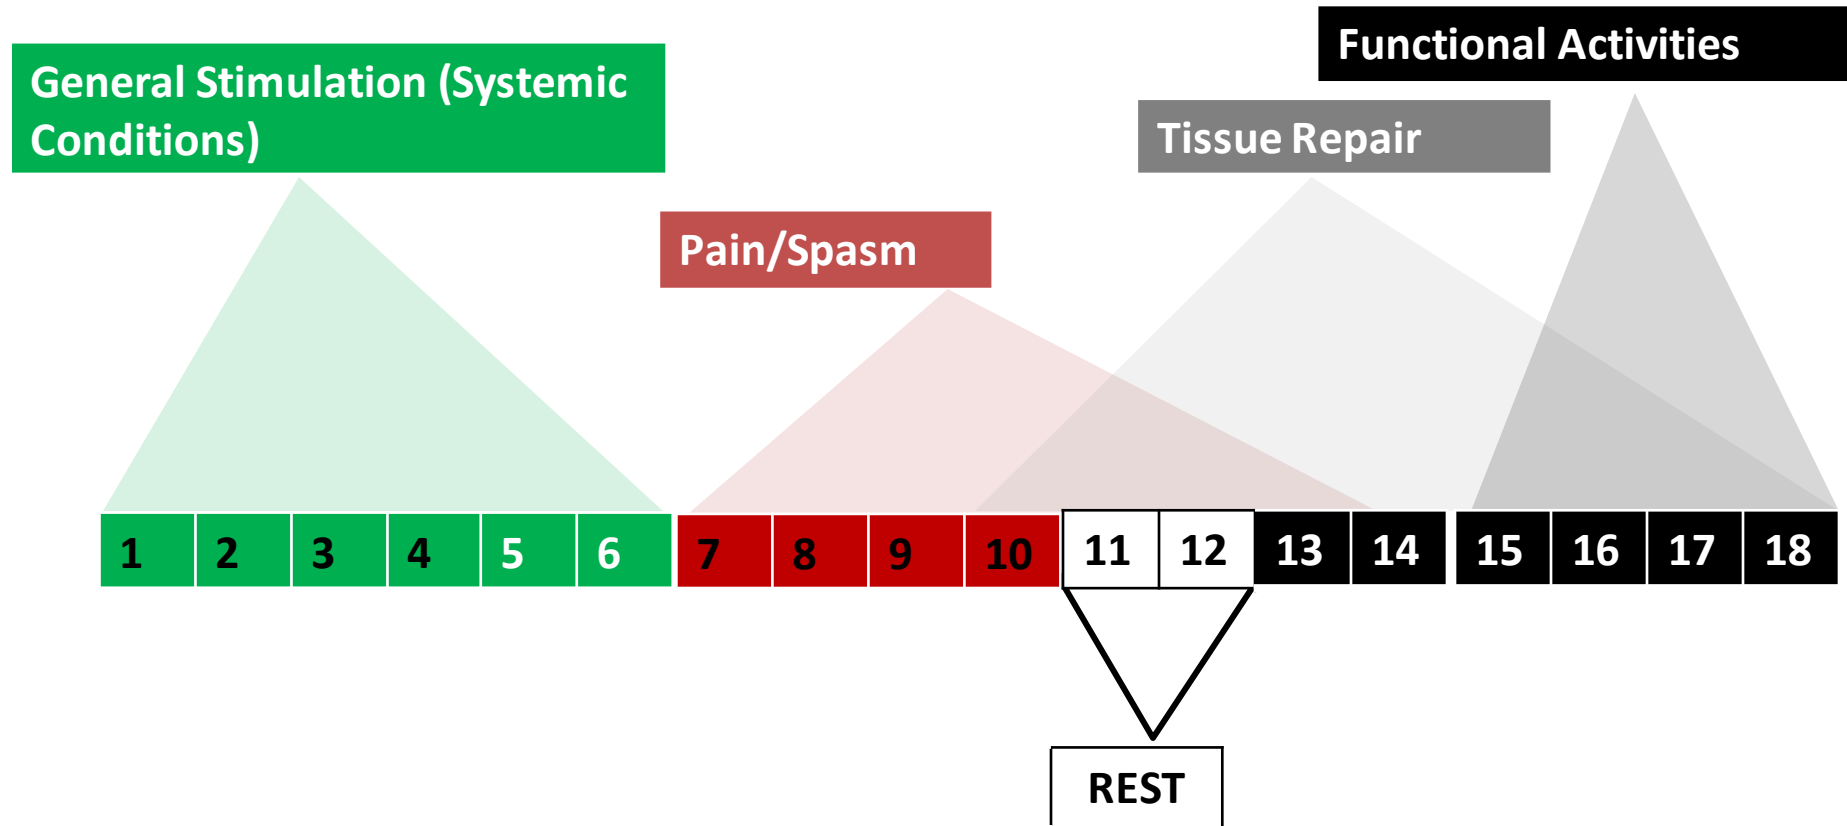 Functional Activities
General Stimulation (Systemic
Conditions)
Tissue Repair
Pain/Spasm
1 2 3 4 5 6 7 8 9 10 11 12 13 14 15 16 17 18
REST